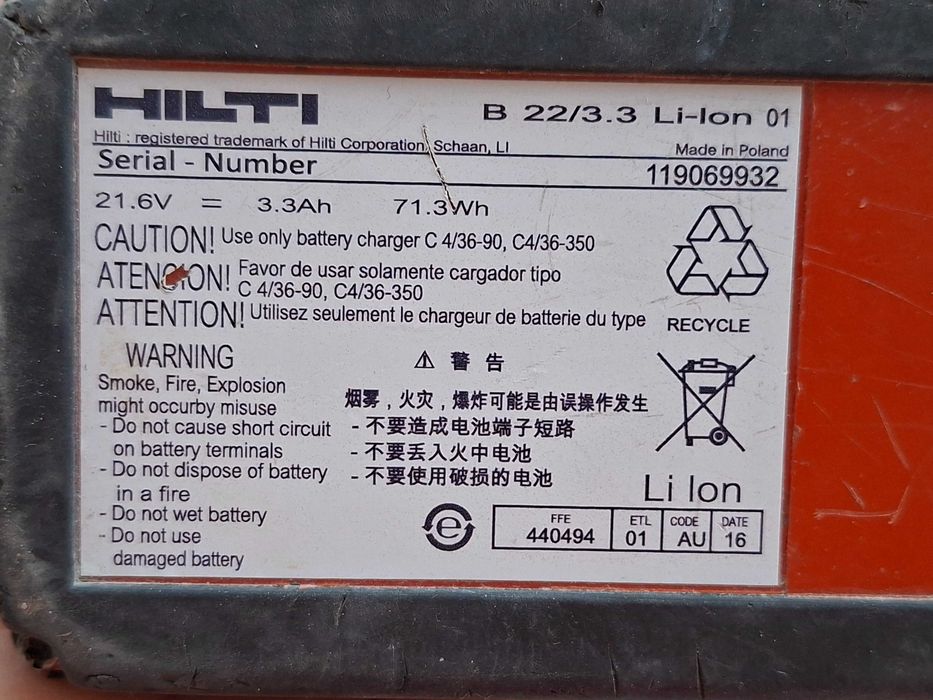 HILTI
B 22/3.3 Li-Ion 01
Hilti : registered trademark of Hilti Corporation, Schaan, LI
Made in Poland
Serial - Number
119069932
21.6V = 3.3Ah 71.3Wh
CAUTION! Use only battery charger C 4/36-90, C4/36-350
ATENCION! Favor de usar solamente cargador tipo
C 4/36-90, C4/36-350
ATTENTION! Utilisez seulement le chargeur de batterie du type
RECYCLE
WARNING
Smoke, Fire, Explosion
might occurby misuse
- Do not cause short circuit
on battery terminals
- Do not dispose of battery
in a fire
- Do not wet battery
- Do not use
damaged battery
警告
烟雾，火灾，爆炸可能是由误操作发生
- 不要造成电池端子短路
- 不要丢入火中电池
- 不要使用破损的电池
Li Ion
e
FFE ETL CODE DATE
440494 01 AU 16